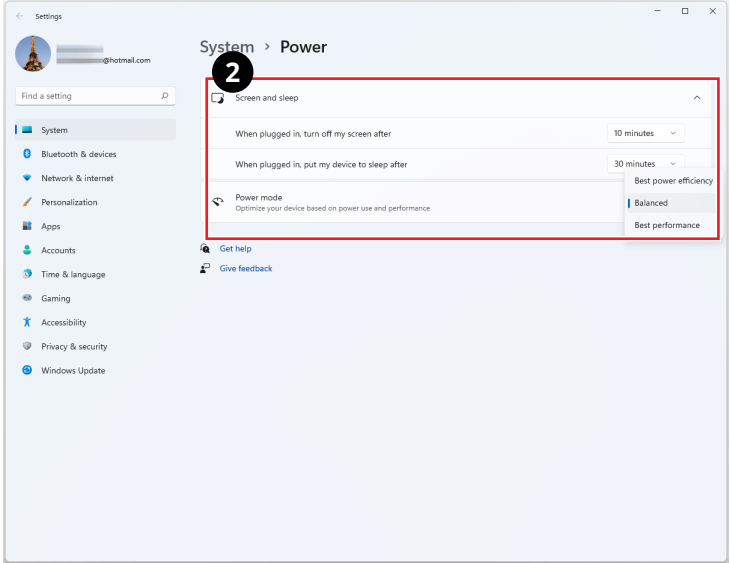 Settings
@hotmail.com
Find a setting
System
Bluetooth & devices
Network & internet
Personalization
Apps
Accounts
Time & language
Gaming
Accessibility
Privacy & security
Windows Update
System > Power
2
Screen and sleep
When plugged in, turn off my screen after 10 minutes
When plugged in, put my device to sleep after 30 minutes
Power mode
Optimize your device based on power use and performance
Best power efficiency
Balanced
Best performance
Get help
Give feedback